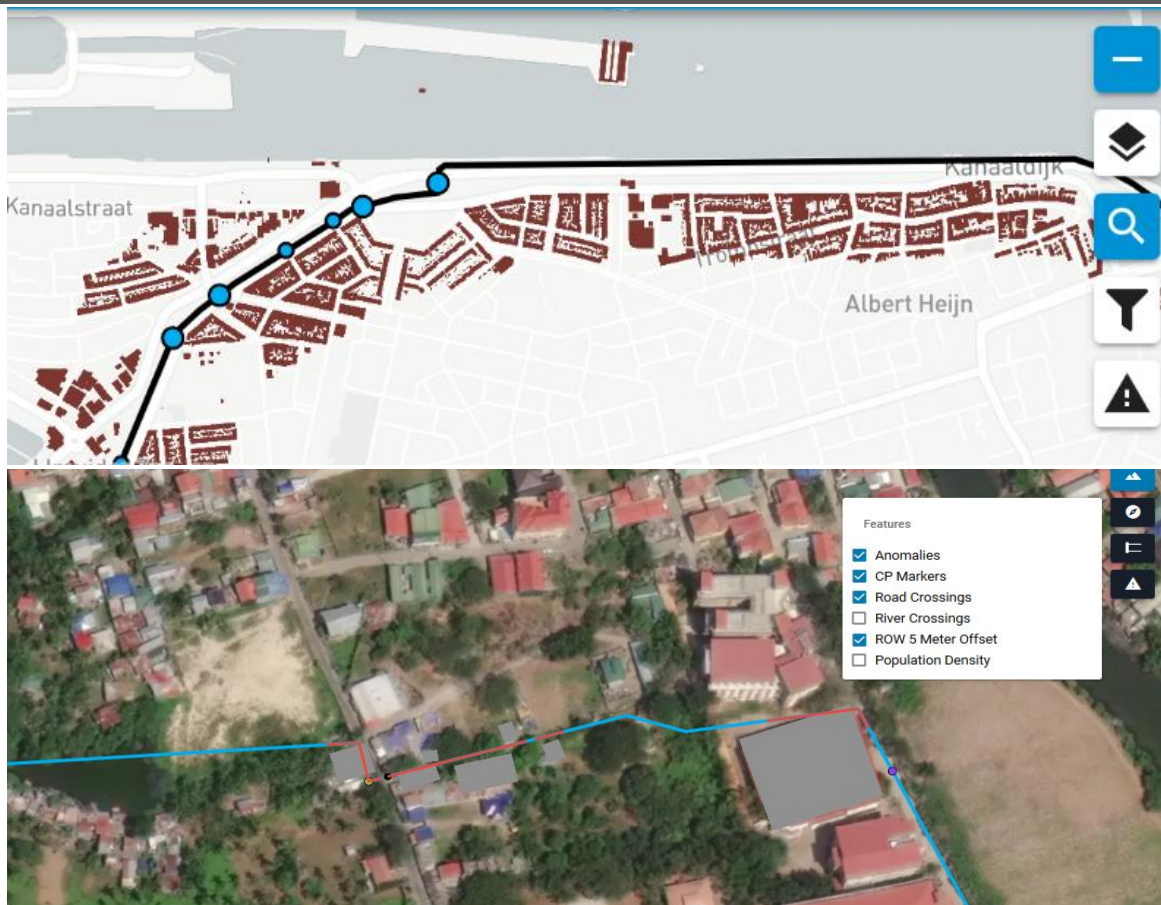 Kanaaldijk
Kanaalstraat
Albert Heijn
Features
Anomalies
CP Markers
Road Crossings
River Crossings
ROW 5 Meter Offset
Population Density